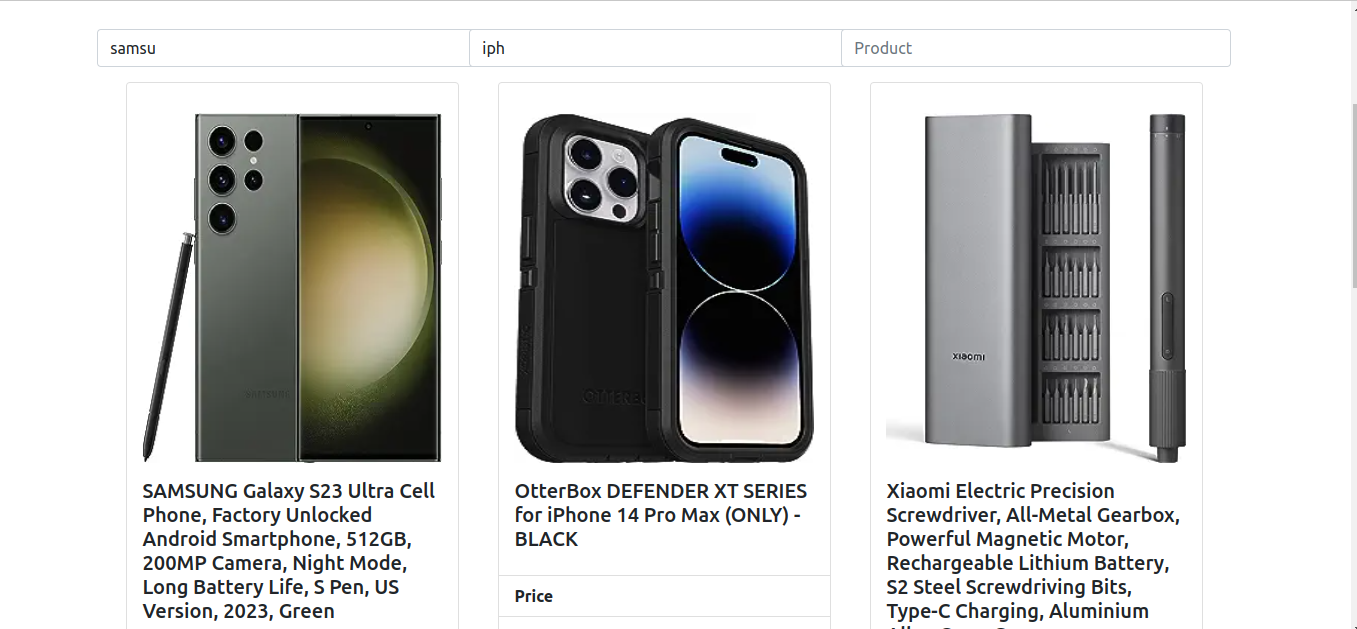 samsu
iph
Product
SAMSUNG
OTTERB
xiaomi
SAMSUNG Galaxy S23 Ultra Cell
Phone, Factory Unlocked
Android Smartphone, 512GB,
200MP Camera, Night Mode,
Long Battery Life, S Pen, US
Version, 2023, Green
OtterBox DEFENDER XT SERIES
for iPhone 14 Pro Max (ONLY) -
BLACK
Price
Xiaomi Electric Precision
Screwdriver, All-Metal Gearbox,
Powerful Magnetic Motor,
Rechargeable Lithium Battery,
S2 Steel Screwdriving Bits,
Type-C Charging, Aluminium